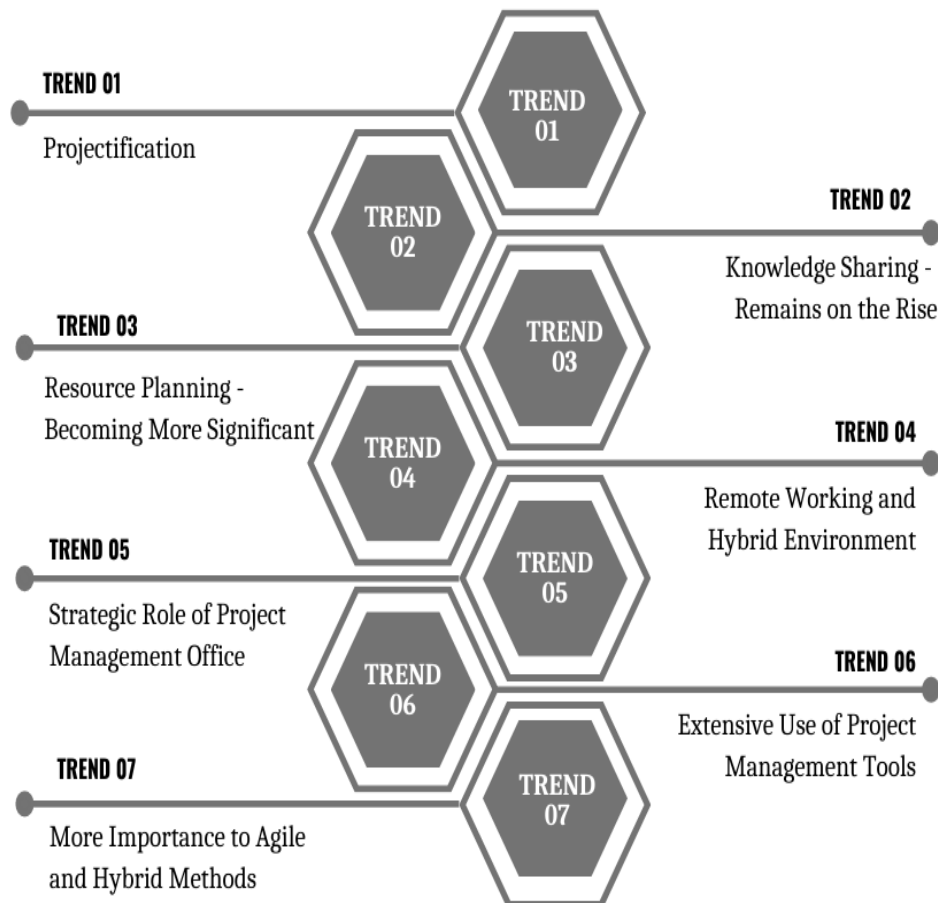 TREND 01
Projectification
TREND
01
TREND 02
Knowledge Sharing -
Remains on the Rise
TREND
02
TREND 03
Resource Planning -
Becoming More Significant
TREND
03
TREND 04
Remote Working and
Hybrid Environment
TREND
04
TREND 05
Strategic Role of Project
Management Office
TREND
05
TREND 06
Extensive Use of Project
Management Tools
TREND
06
TREND 07
More Importance to Agile
and Hybrid Methods
TREND
07